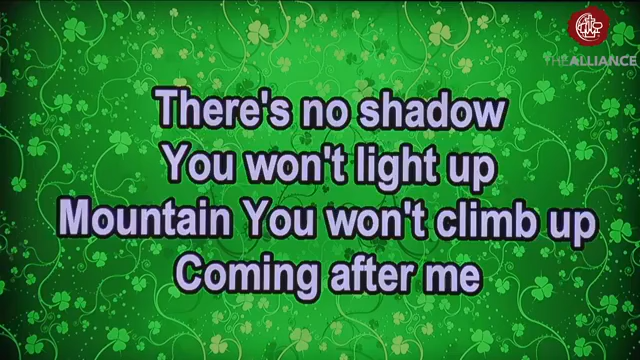 THE ALLIANCE
There's no shadow
You won't light up
Mountain You won't climb up
Coming after me